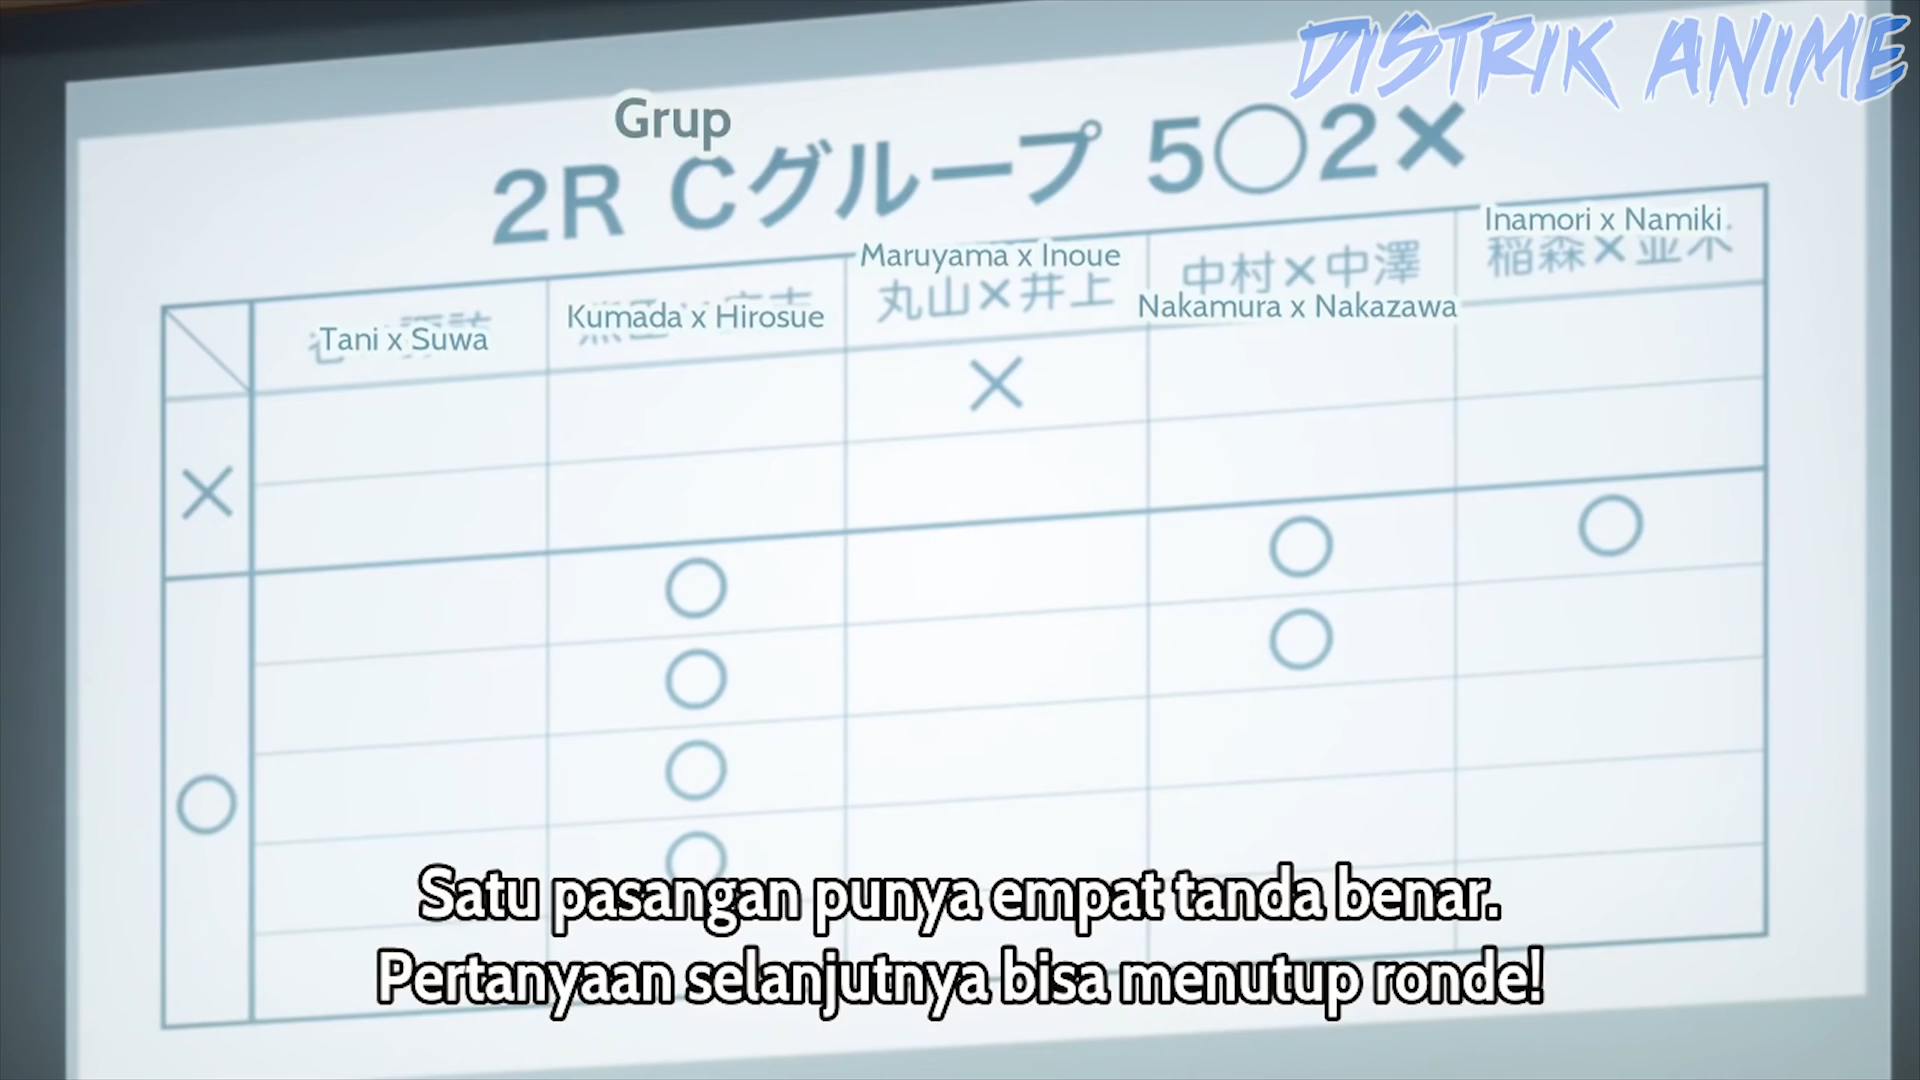 DISTRIK ANIME
Grup
2R Cグループ 5○2×
Tani x Suwa
Kumada x Hirosue
Maruyama x Inoue
丸山×井上
中村×中澤
Nakamura x Nakazawa
Inamori x Namiki
稲森×並木
×
×
○
○
○
○
○
○
○
○
Satu pasangan punya empat tanda benar.
Pertanyaan selanjutnya bisa menutup ronde!